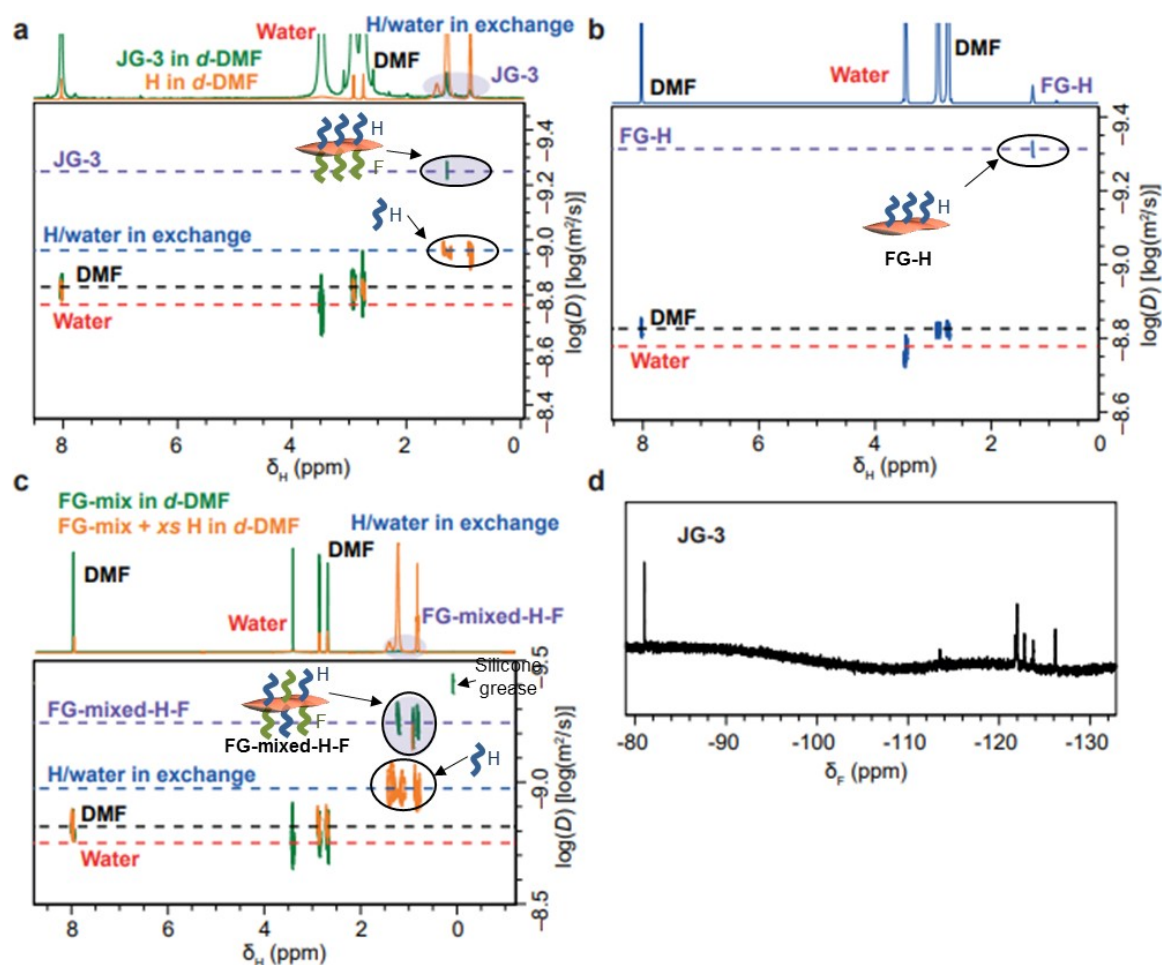 a
Water
H/water in exchange
JG-3 in d-DMF
H in d-DMF
DMF
JG-3
JG-3
H
F
H
H/water in exchange
DMF
Water
−9.4
−9.2
−9.0
−8.8
−8.6
−8.4
log(D) [log(m²/s)]
8
6
4
2
0
δH (ppm)
b
DMF
Water
DMF
FG-H
FG-H
H
FG-H
DMF
Water
−9.4
−9.2
−9.0
−8.8
−8.6
log(D) [log(m²/s)]
8
4
2
0
δH (ppm)
c
FG-mix in d-DMF
FG-mix + xs H in d-DMF
H/water in exchange
DMF
DMF
Water
FG-mixed-H-F
Silicone
grease
H
F
FG-mixed-H-F
FG-mixed-H-F
H
H/water in exchange
DMF
Water
−9.5
−9.0
−8.5
log(D) [log(m²/s)]
8
6
4
2
0
δH (ppm)
d
JG-3
-80
-90
-100
-110
-120
-130
δF (ppm)